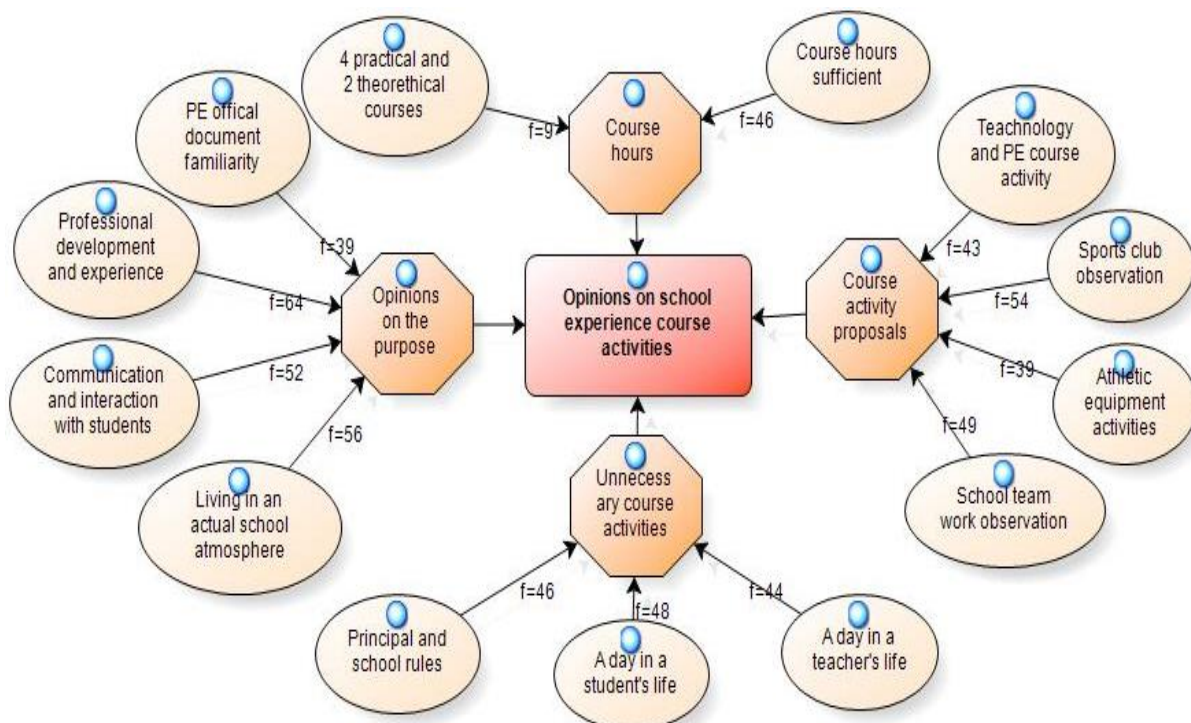 4 practical and
2 theorethical
courses
f=9
Course
hours
Course hours
sufficient
f=46
PE offical
document
familiarity
f=39
Professional
development
and experience
f=64
Communication
and interaction
with students
f=52
Living in an
actual school
atmosphere
f=56
Opinions
on the
purpose
Opinions on school
experience course
activities
Course
activity
proposals
Teachnology
and PE course
activity
f=43
Sports club
observation
f=54
Athletic
equipment
activities
f=39
School team
work observation
f=49
Unnecess
ary course
activities
Principal and
school rules
f=46
A day in a
student's life
f=48
A day in a
teacher's life
f=44